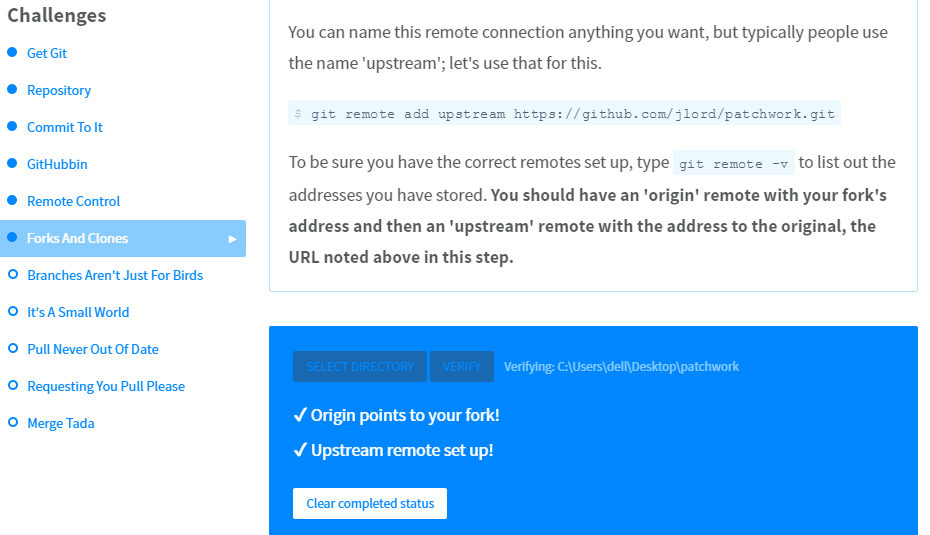 Challenges
Get Git
Repository
Commit To It
GitHubbin
Remote Control
Forks And Clones
Branches Aren't Just For Birds
It's A Small World
Pull Never Out Of Date
Requesting You Pull Please
Merge Tada
You can name this remote connection anything you want, but typically people use
the name 'upstream'; let's use that for this.
$ git remote add upstream https://github.com/jlord/patchwork.git
To be sure you have the correct remotes set up, type git remote -v to list out the
addresses you have stored. You should have an 'origin' remote with your fork's
address and then an 'upstream' remote with the address to the original, the
URL noted above in this step.
SELECT DIRECTORY VERIFY Verifying: C:\Users\dell\Desktop\patchwork
✓ Origin points to your fork!
✓ Upstream remote set up!
Clear completed status